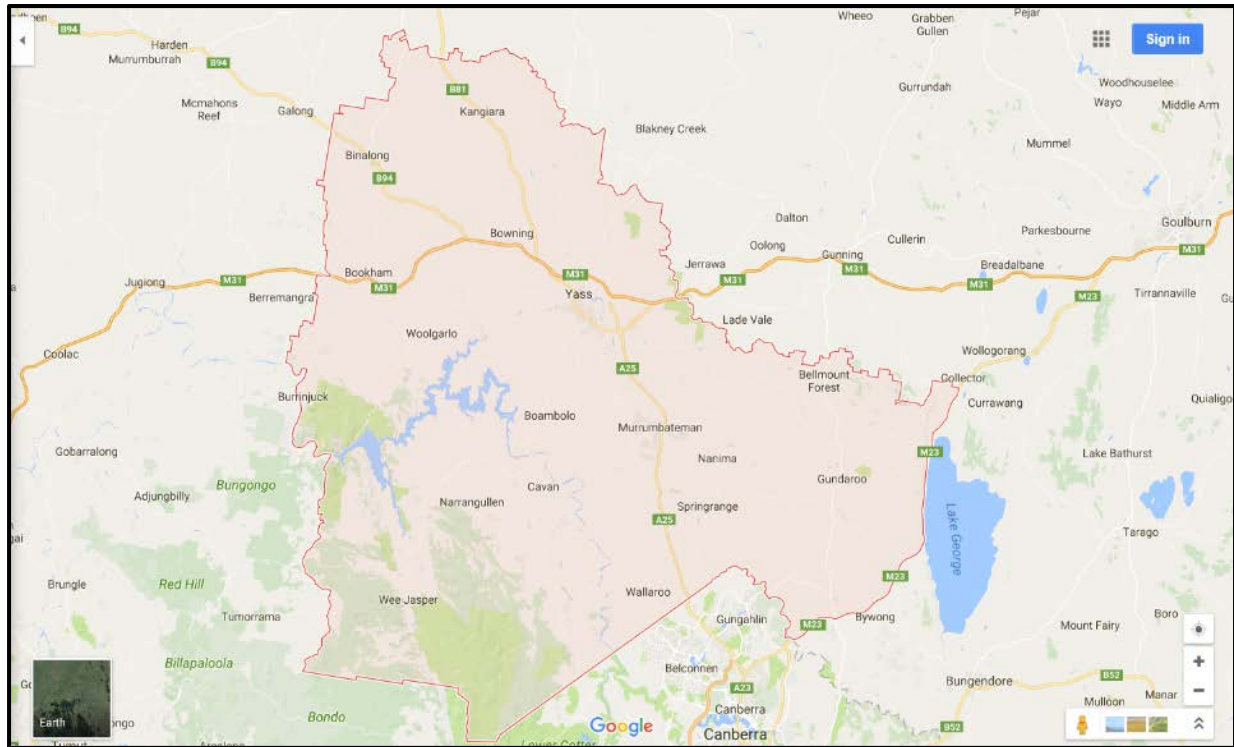 B94
Harden
Murrumburrah
B94
Mcmahons
Reef
Galong
B81
Kangiara
Wheeo
Grabben
Gullen
Pejar
Sign in
Gurrundah
Woodhouselee
Wayo
Middle Arm
Blakney Creek
Mummel
Binalong
B94
Dalton
Goulburn
Bowning
Oolong
Cullerin
Parkesbourne
M31
Jugiong
M31
Bookham
M31
M31
Jerrawa
M31
Gunning
M31
Breadalbane
M31
Berremangra
Yass
M23
Tirrannaville
Lade Vale
Woolgarlo
Coolac
Wollogorang
A25
Bellmount
Forest
Collector
Burrinjuck
Currawang
Quialigo
Boambolo
Murrumbateman
Gobarralong
Nanima
M23
Lake Bathurst
Bungongo
Gundaroo
Adjungbilly
Cavan
Narrangullen
Springrange
A25
Lake George
Tarago
Red Hill
M23
Brungle
Wee Jasper
Wallaroo
Tumorrama
Gungahlin
M23
Bywong
Boro
Mount Fairy
Billapaloola
Belconnen
Bungendore
B52
A23
Manar
Mulloon
Earth
Bondo
Google
Canberra
Canberra
B52
Lower Cotter